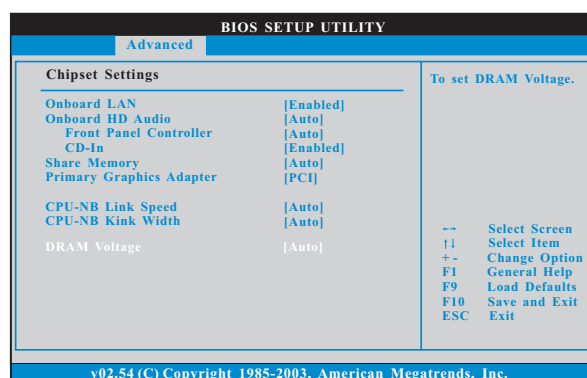 BIOS SETUP UTILITY
Advanced
Chipset Settings
Onboard LAN [Enabled]
Onboard HD Audio [Auto]
Front Panel Controller [Auto]
CD-In [Enabled]
Share Memory [Auto]
Primary Graphics Adapter [PCI]
CPU-NB Link Speed [Auto]
CPU-NB Kink Width [Auto]
DRAM Voltage [Auto]
To set DRAM Voltage.
←→ Select Screen
↑↓ Select Item
+ - Change Option
F1 General Help
F9 Load Defaults
F10 Save and Exit
ESC Exit
v02.54 (C) Copyright 1985-2003, American Megatrends, Inc.